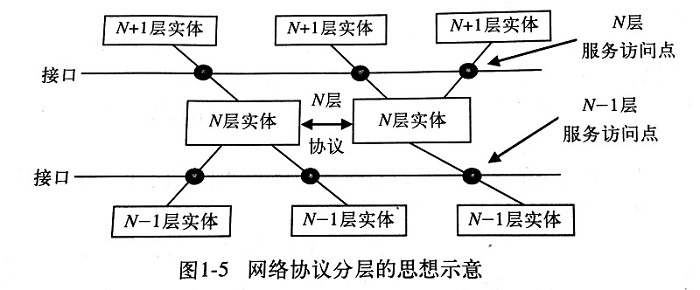 N+1层实体 N+1层实体 N+1层实体
N层
服务访问点
接口
N层
N层实体 N层实体
协议
N−1层
服务访问点
接口
N−1层实体 N−1层实体 N−1层实体
图1-5 网络协议分层的思想示意